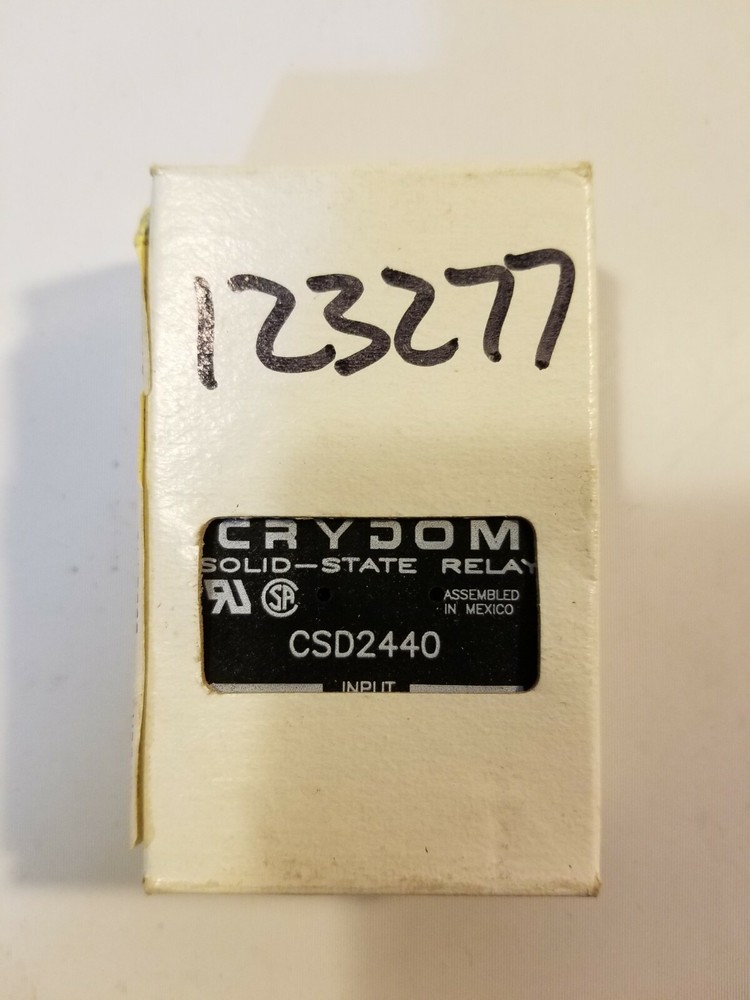 123277
CRYDOM
SOLID-STATE RELAY
ASSEMBLED
IN MEXICO
CSD2440
INPUT